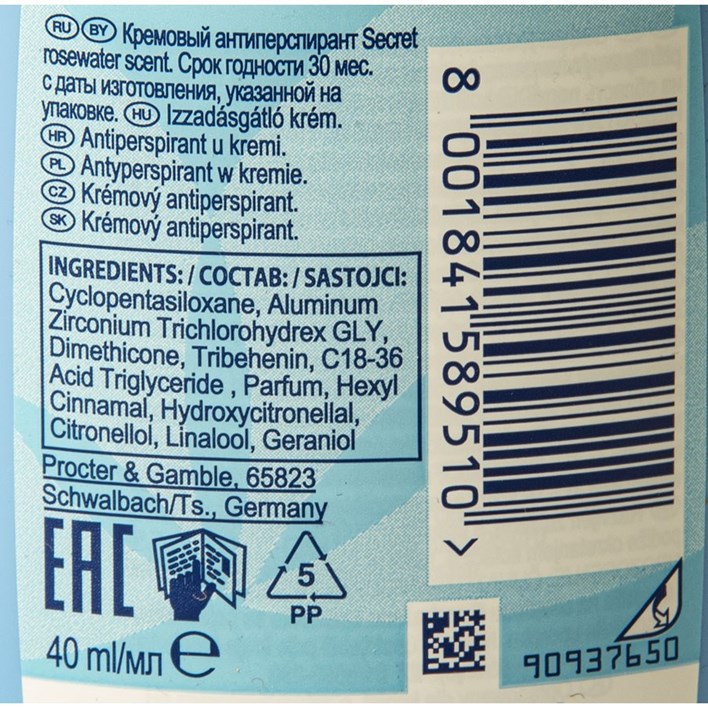 RU BY Кремовый антиперспирант Secret
rosewater scent. Срок годности 30 мес.
с даты изготовления, указанной на
упаковке. HU Izzadásgátló krém.
HR Antiperspirant u kremi.
PL Antyperspirant w kremie.
CZ Krémový antiperspirant.
SK Krémový antiperspirant.
INGREDIENTS: / СОСТАВ: / SASTOJCI:
Cyclopentasiloxane, Aluminum
Zirconium Trichlorohydrex GLY,
Dimethicone, Tribehenin, C18-36
Acid Triglyceride , Parfum, Hexyl
Cinnamal, Hydroxycitronellal,
Citronellol, Linalool, Geraniol
Procter & Gamble, 65823
Schwalbach/Ts., Germany
EAC
5
PP
40 ml/мл e
8 001841 589510 >
90937650